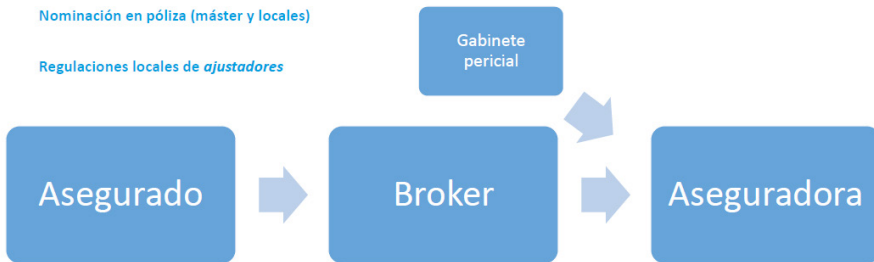 Nominación en póliza (máster y locales)
Regulaciones locales de ajustadores
Gabinete
pericial
Asegurado
Broker
Aseguradora